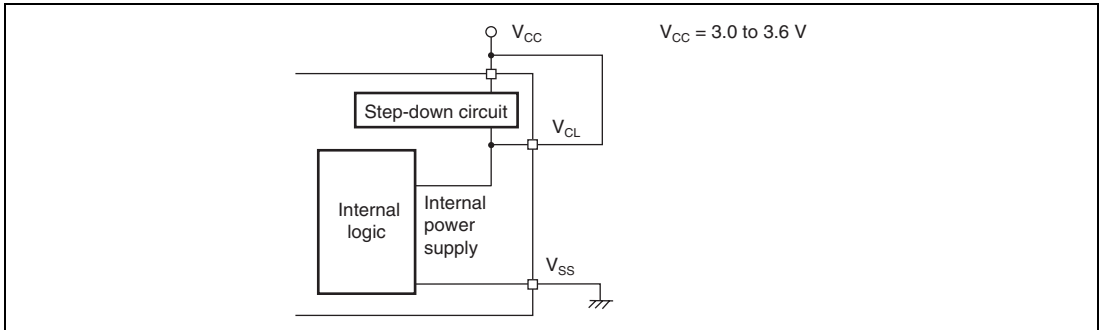 V_CC
V_CC = 3.0 to 3.6 V
Step-down circuit
V_CL
Internal
logic
Internal
power
supply
V_SS